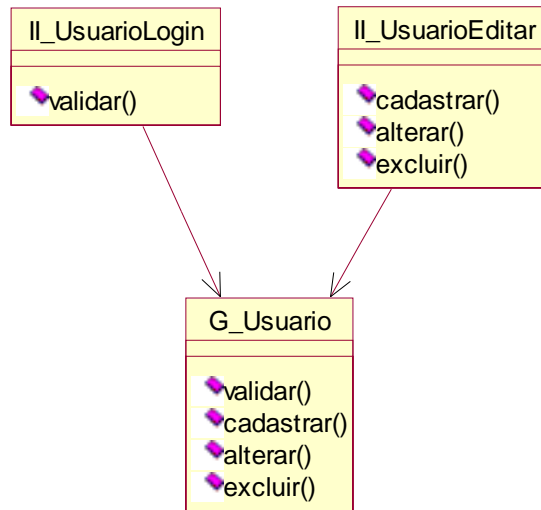 II_UsuarioLogin
validar()
II_UsuarioEditar
cadastrar()
alterar()
excluir()
G_Usuario
validar()
cadastrar()
alterar()
excluir()